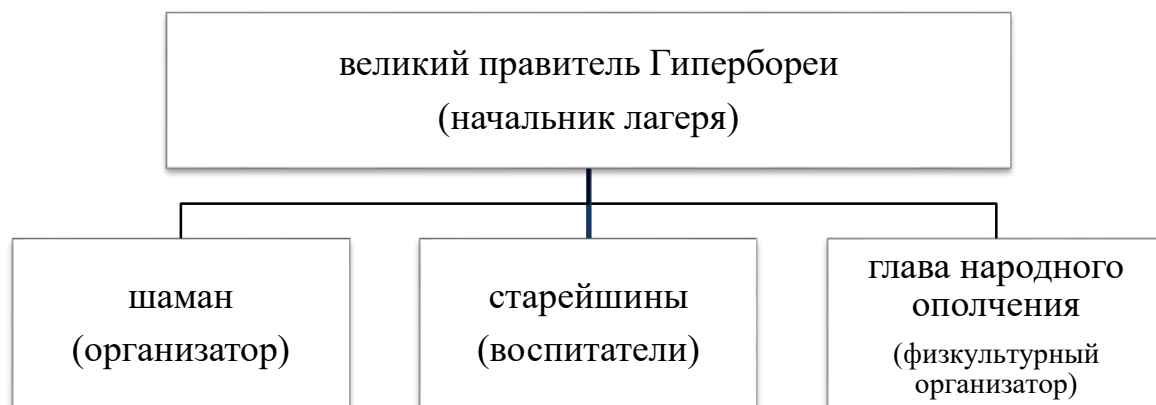 великий правитель Гипербореи
(начальник лагеря)
шаман
(организатор)
старейшины
(воспитатели)
глава народного
ополчения
(физкультурный
организатор)